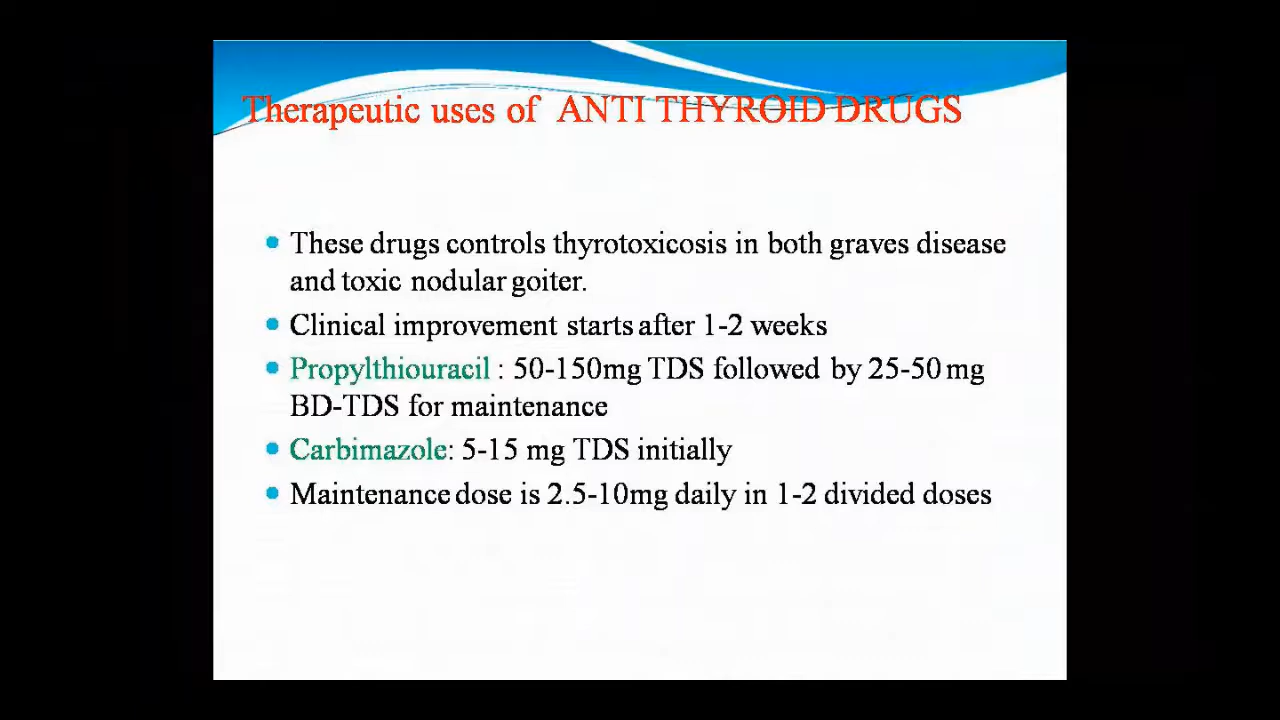 Therapeutic uses of ANTI THYROID DRUGS
These drugs controls thyrotoxicosis in both graves disease
and toxic nodular goiter.
Clinical improvement starts after 1-2 weeks
Propylthiouracil : 50-150mg TDS followed by 25-50 mg
BD-TDS for maintenance
Carbimazole: 5-15 mg TDS initially
Maintenance dose is 2.5-10mg daily in 1-2 divided doses